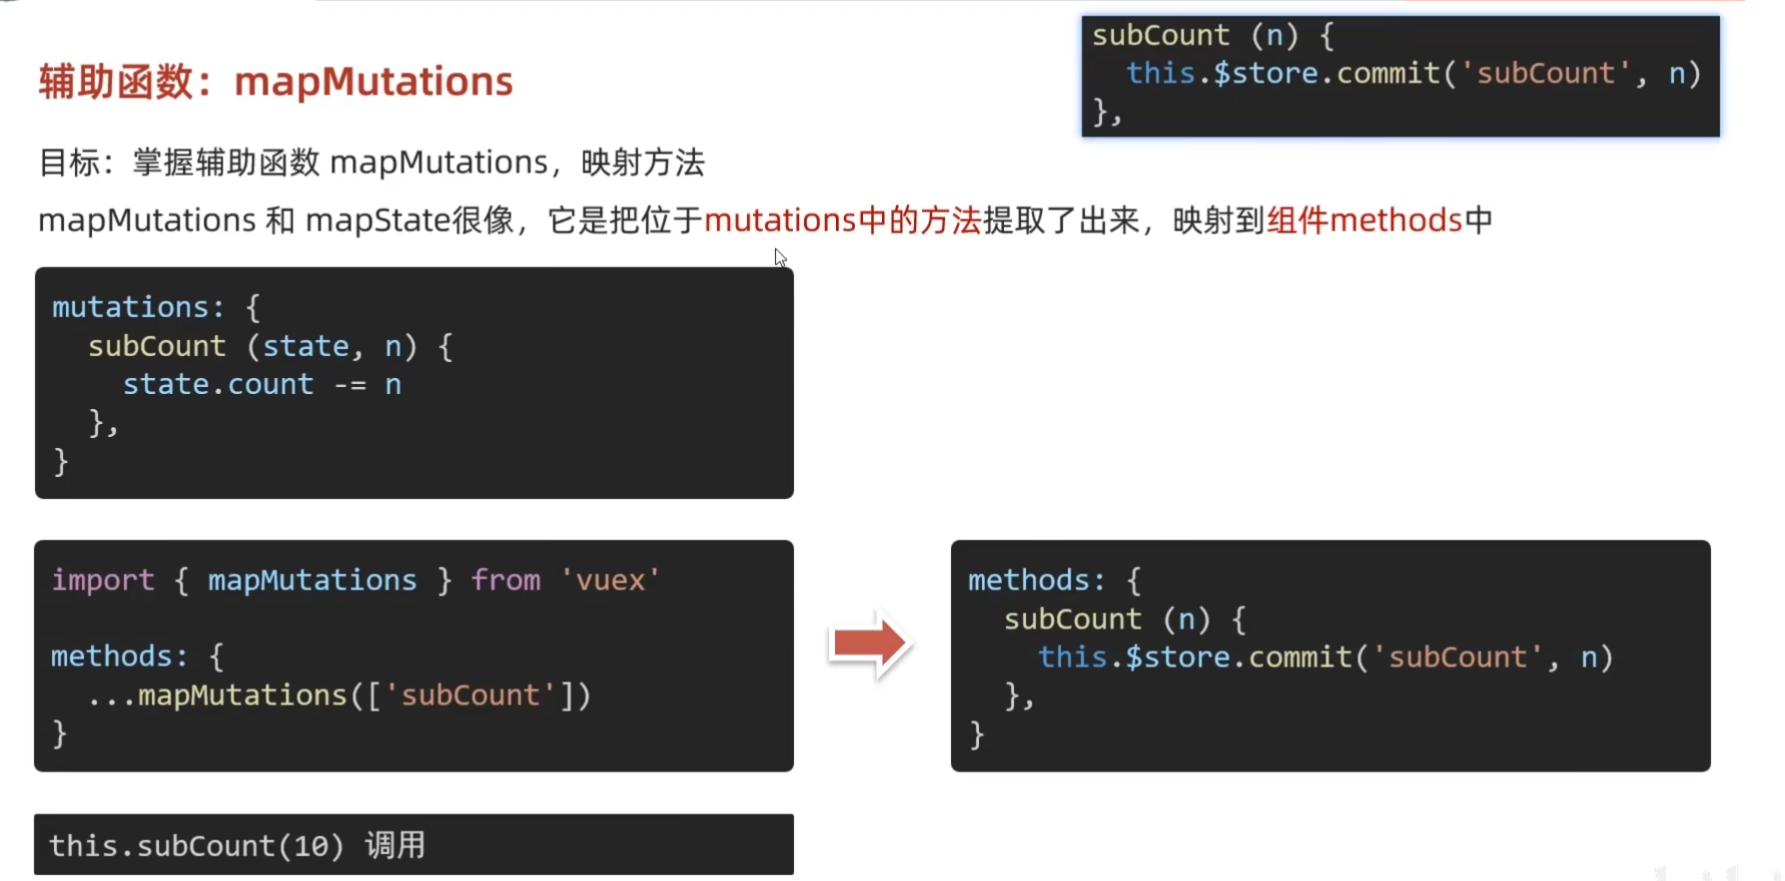 辅助函数：mapMutations
subCount (n) {
this.$store.commit('subCount', n)
},
目标：掌握辅助函数 mapMutations，映射方法
mapMutations 和 mapState很像，它是把位于mutations中的方法提取了出来，映射到组件methods中
mutations: {
subCount (state, n) {
state.count -= n
},
}
import { mapMutations } from 'vuex'
methods: {
...mapMutations(['subCount'])
}
methods: {
subCount (n) {
this.$store.commit('subCount', n)
},
}
this.subCount(10) 调用